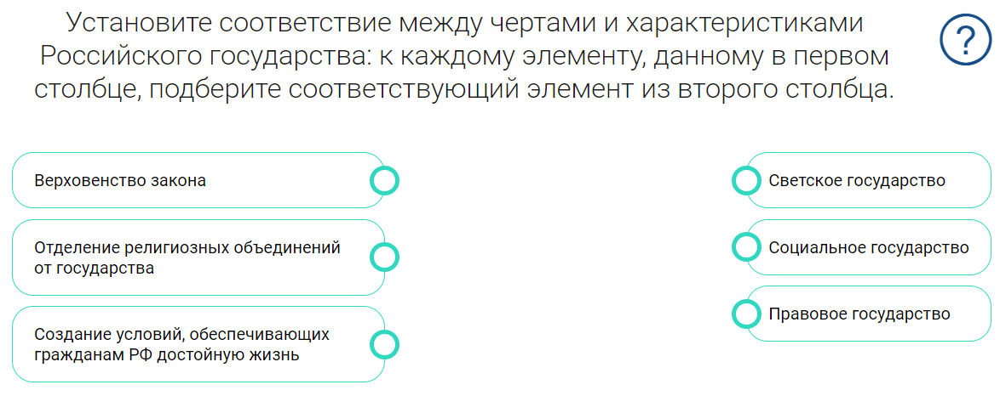 Установите соответствие между чертами и характеристиками
Российского государства: к каждому элементу, данному в первом
столбце, подберите соответствующий элемент из второго столбца.
?
Верховенство закона
Отделение религиозных объединений
от государства
Создание условий, обеспечивающих
гражданам РФ достойную жизнь
Светское государство
Социальное государство
Правовое государство